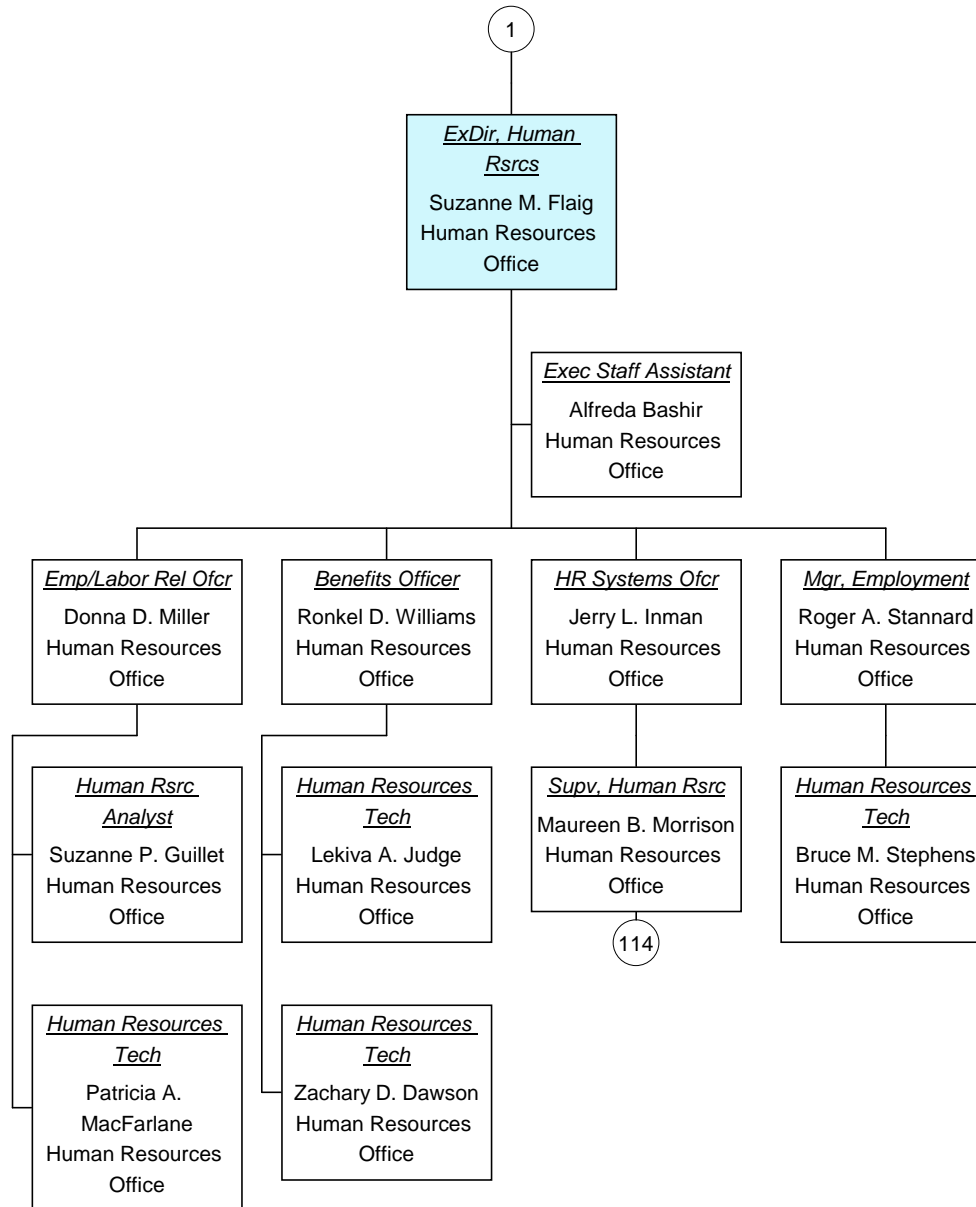 1
ExDir, Human
Rsrcs
Suzanne M. Flaig
Human Resources
Office
Exec Staff Assistant
Alfreda Bashir
Human Resources
Office
Emp/Labor Rel Ofcr
Donna D. Miller
Human Resources
Office
Benefits Officer
Ronkel D. Williams
Human Resources
Office
HR Systems Ofcr
Jerry L. Inman
Human Resources
Office
Mgr, Employment
Roger A. Stannard
Human Resources
Office
Human Rsrc
Analyst
Suzanne P. Guillet
Human Resources
Office
Human Resources
Tech
Lekiva A. Judge
Human Resources
Office
Supv, Human Rsrc
Maureen B. Morrison
Human Resources
Office
114
Human Resources
Tech
Bruce M. Stephens
Human Resources
Office
Human Resources
Tech
Patricia A.
MacFarlane
Human Resources
Office
Human Resources
Tech
Zachary D. Dawson
Human Resources
Office